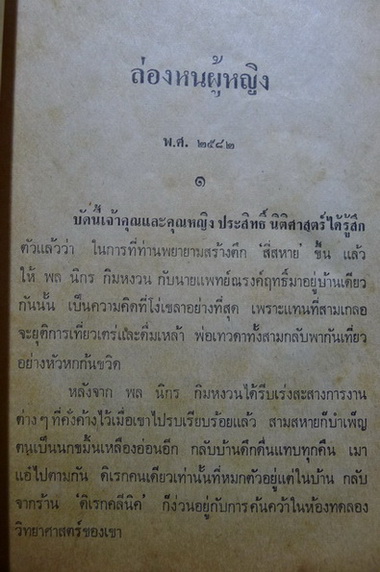 ล่องหนผู้หญิง
พ.ศ. ๒๕๔๒
๑
บัดนี้เจ้าคุณและคุณหญิง ประสิทธิ์ นิติศาสตร์ ได้รู้สึก
ตัวแล้วว่า ในการที่ท่านพยายามสร้างตึก ‘สี่สหาย’ ขึ้น แล้ว
ให้ พล นิกร กิมหงวน กับนายแพทย์ณรงค์ฤทธิ์มาอยู่บ้านเดียว
กันนั้น เป็นความคิดที่โง่เขลาอย่างที่สุด เพราะแทนที่สามเกลอ
จะยุติการเที่ยวเตร่และดื่มเหล้า พ่อเทวดาทั้งสามกลับพากันเที่ยว
อย่างหัวหกก้นขวิด
หลังจาก พล นิกร กิมหงวนได้รีบเร่งสะสางการงาน
ต่าง ๆ ที่คั่งค้างไว้เมื่อเขาไปรบเรียบร้อยแล้ว สามสหายก็บำเพ็ญ
ตนเป็นนกขมิ้นเหลืองอ่อนอีก กลับบ้านดึกดื่นแทบทุกคืน เมา
แอ๋ไปตามกัน ดิเรกคนเดียวเท่านั้นที่หมกตัวอยู่แต่ในบ้าน กลับ
จากร้าน ‘ดิเรกคลีนิค’ ก็ง่วนอยู่กับการค้นคว้าในห้องทดลอง
วิทยาศาสตร์ของเขา